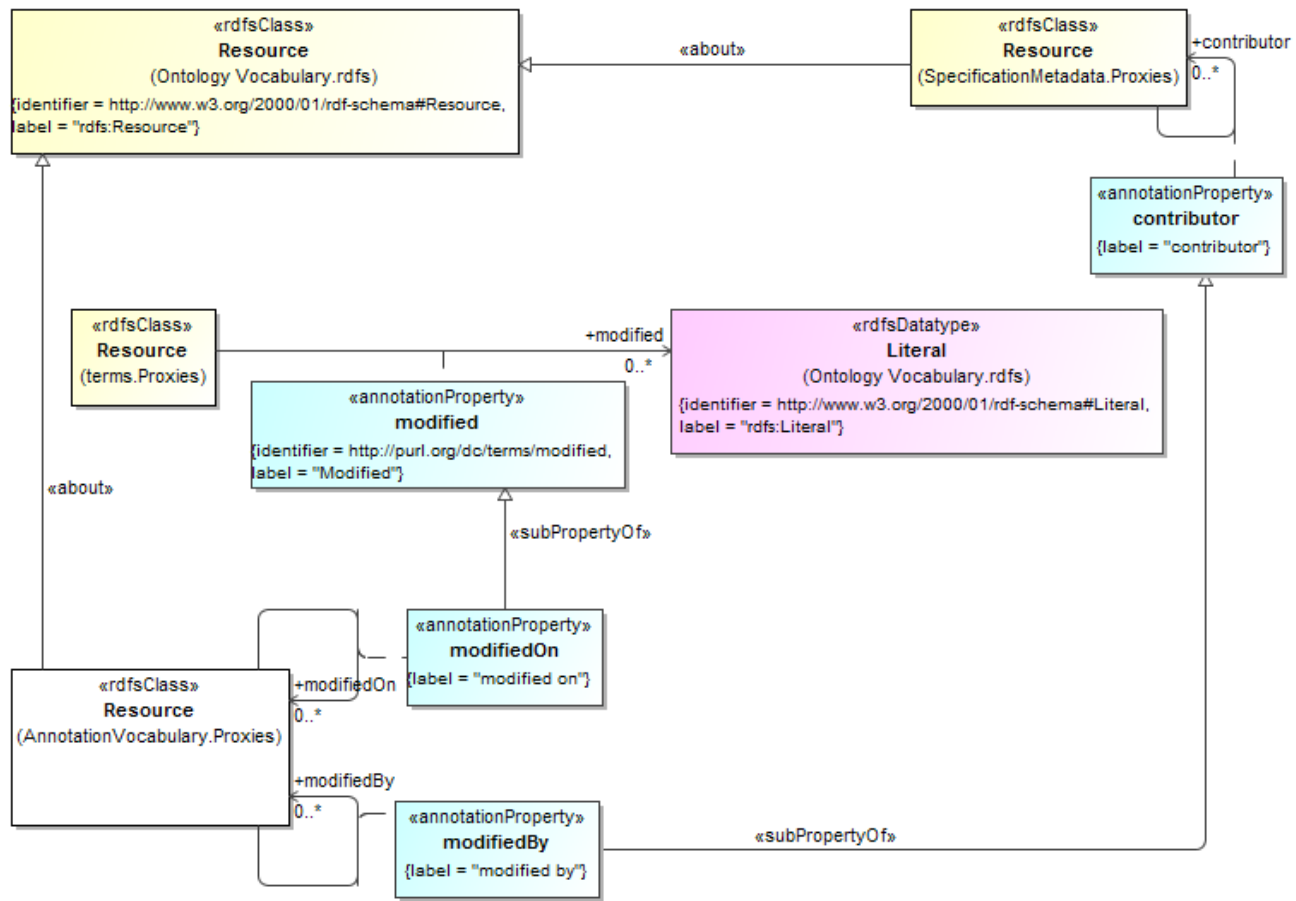 «rdfsClass»
Resource
(Ontology Vocabulary.rdfs)
{identifier = http://www.w3.org/2000/01/rdf-schema#Resource,
label = "rdfs:Resource"}
«about»
«rdfsClass»
Resource
(SpecificationMetadata.Proxies)
+contributor
0..*
«annotationProperty»
contributor
{label = "contributor"}
«rdfsClass»
Resource
(terms.Proxies)
+modified
0..*
«rdfsDatatype»
Literal
(Ontology Vocabulary.rdfs)
{identifier = http://www.w3.org/2000/01/rdf-schema#Literal,
label = "rdfs:Literal"}
«annotationProperty»
modified
{identifier = http://purl.org/dc/terms/modified,
label = "Modified"}
«about»
«subPropertyOf»
«annotationProperty»
modifiedOn
{label = "modified on"}
«rdfsClass»
Resource
(AnnotationVocabulary.Proxies)
+modifiedOn
0..*
+modifiedBy
0..*
«annotationProperty»
modifiedBy
{label = "modified by"}
«subPropertyOf»